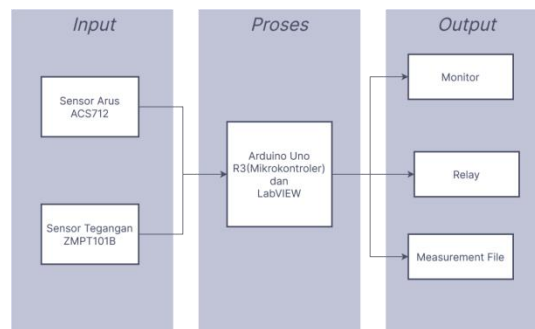 Input
Proses
Output
Sensor Arus
ACS712
Sensor Tegangan
ZMPT101B
Arduino Uno
R3(Mikrokontroler)
dan
LabVIEW
Monitor
Relay
Measurement File